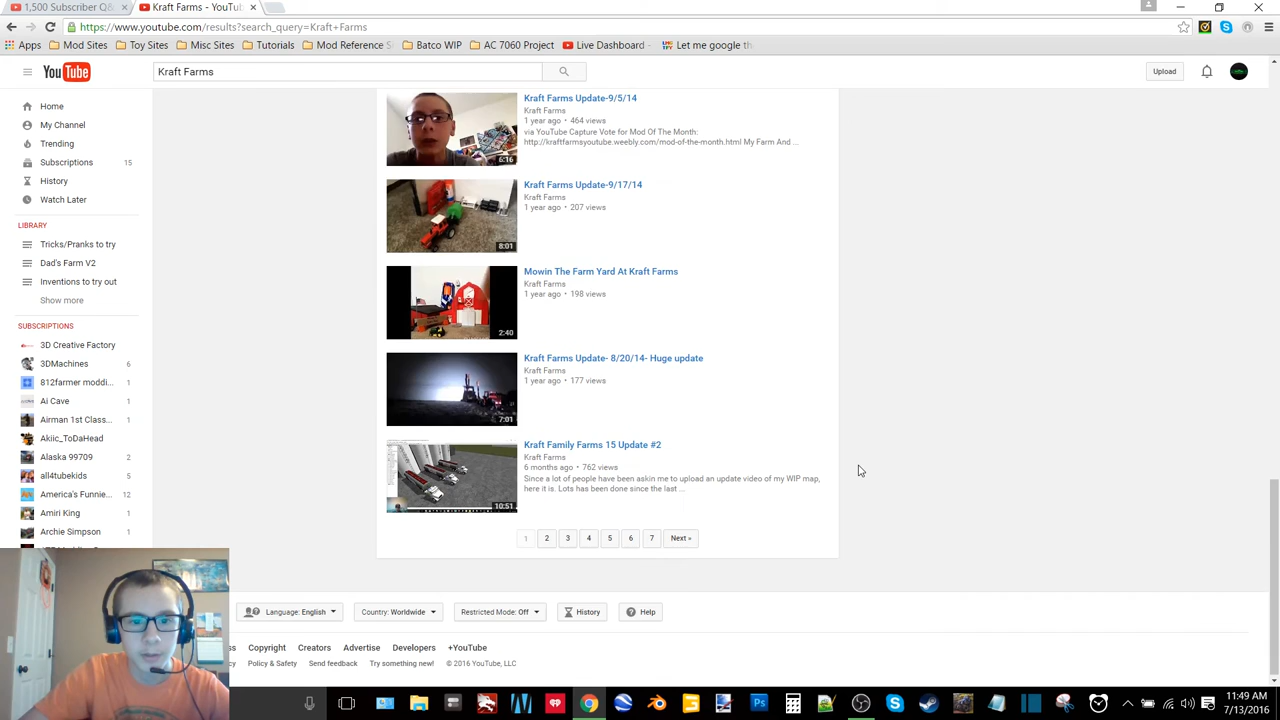 1,500 Subscriber Q
Kraft Farms - YouTu
https://www.youtube.com/results?search_query=Kraft+Farms
Apps Mod Sites Toy Sites Misc Sites Tutorials Mod Reference Batco WIP AC 7060 Project Live Dashboard Let me google th
YouTube
Kraft Farms
Upload
Home
My Channel
Trending
Subscriptions 15
History
Watch Later
LIBRARY
Tricks/Pranks to try
Dad's Farm V2
Inventions to try out
Show more
SUBSCRIPTIONS
3D Creative Factory
3DMachines 6
812farmer moddi... 1
Ai Cave 1
Airman 1st Class... 1
Akiic_ToDaHead
Alaska 99709 2
all4tubekids 5
America's Funnie... 12
Amiri King 1
Archie Simpson 1
Kraft Farms Update-9/5/14
Kraft Farms
1 year ago • 464 views
via YouTube Capture Vote for Mod Of The Month:
http://kraftfarmsyoutube.weebly.com/mod-of-the-month.html My Farm And ...
6:16
Kraft Farms Update-9/17/14
Kraft Farms
1 year ago • 207 views
8:01
Mowin The Farm Yard At Kraft Farms
Kraft Farms
1 year ago • 198 views
2:40
Kraft Farms Update- 8/20/14- Huge update
Kraft Farms
1 year ago • 177 views
7:01
Kraft Family Farms 15 Update #2
Kraft Farms
6 months ago • 762 views
Since a lot of people have been askin me to upload an update video of my WIP map,
here it is. Lots has been done since the last ...
10:51
1 2 3 4 5 6 7 Next »
Language: English Country: Worldwide Restricted Mode: Off History Help
ss Copyright Creators Advertise Developers +YouTube
cy Policy & Safety Send feedback Try something new! © 2016 YouTube, LLC
11:49 AM
7/13/2016